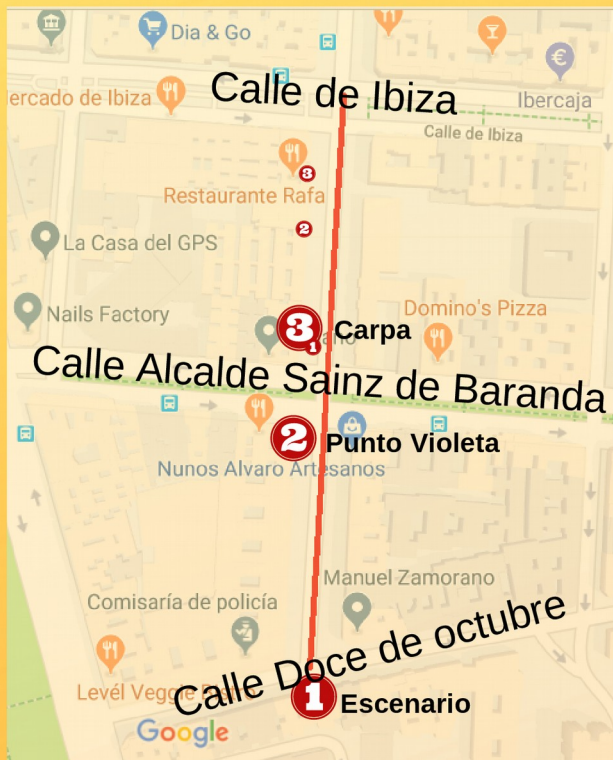 Dia & Go
Calle de Ibiza
ercado de Ibiza
Ibercaja
Calle de Ibiza
3
Restaurante Rafa
2
La Casa del GPS
Nails Factory
Domino's Pizza
3 Carpa
1
Calle Alcalde Sainz de Baranda
2 Punto Violeta
Nunos Alvaro Artesanos
Manuel Zamorano
Comisaría de policía
Calle Doce de octubre
Levél Veggie
1 Escenario
Google